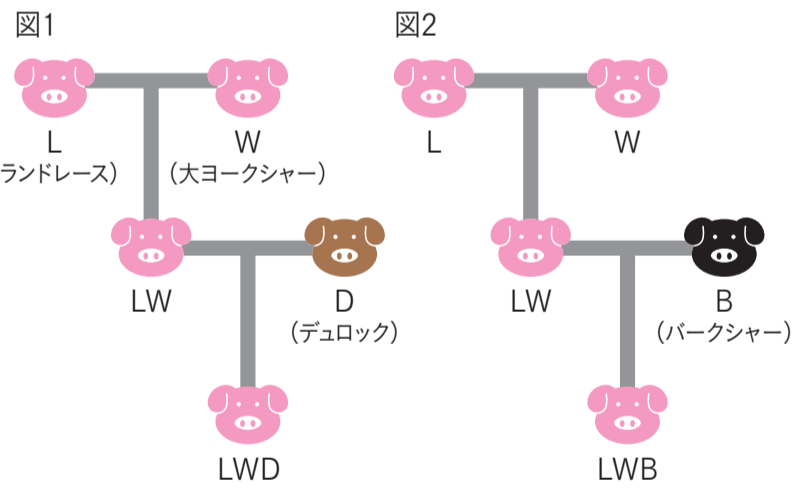 図1
図2
L
W
L
W
ランドレース）
（大ヨークシャー）
LW
D
LW
B
（デュロック）
（バークシャー）
LWD
LWB